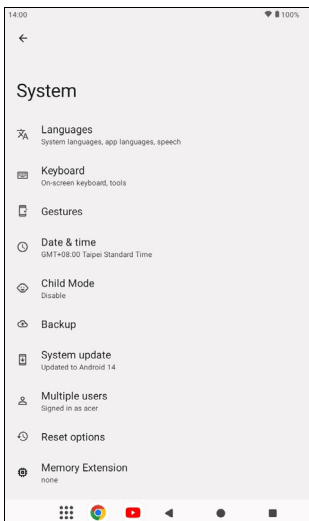 14:00
100%
System
Languages
System languages, app languages, speech
Keyboard
On-screen keyboard, tools
Gestures
Date & time
GMT+08:00 Taipei Standard Time
Child Mode
Disable
Backup
System update
Updated to Android 14
Multiple users
Signed in as acer
Reset options
Memory Extension
none